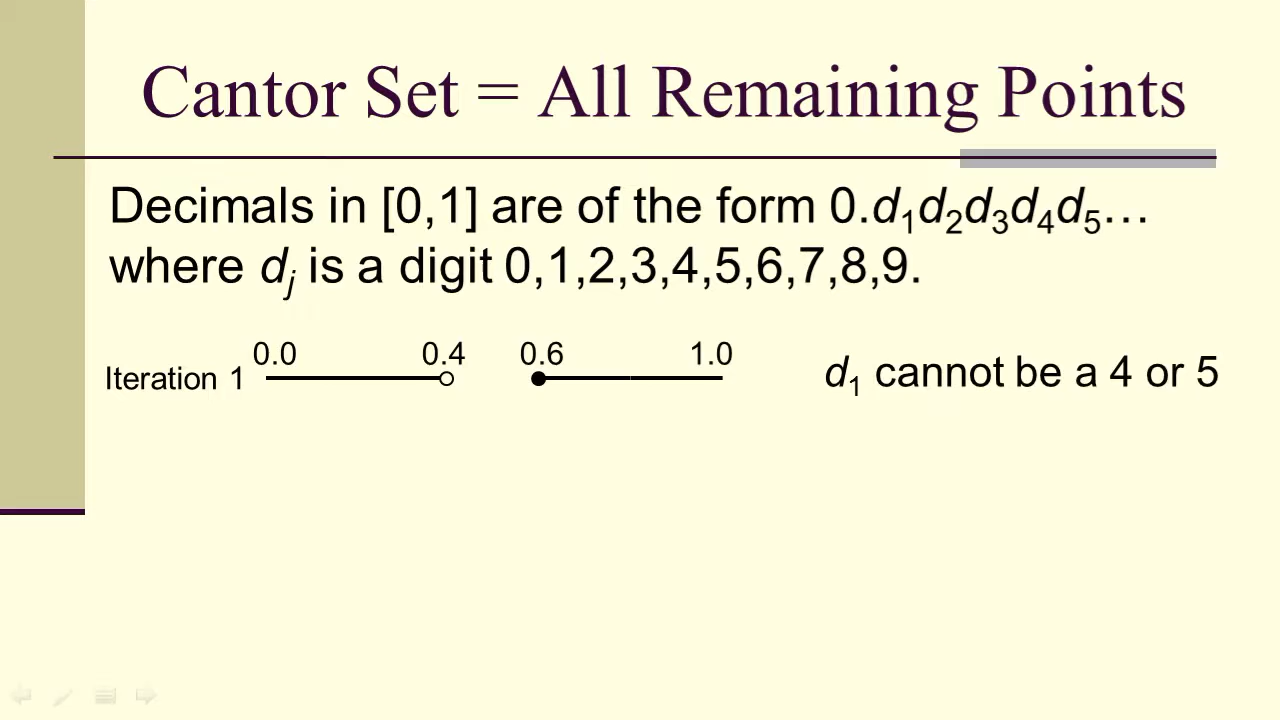 Cantor Set = All Remaining Points
Decimals in [0,1] are of the form 0.d₁d₂d₃d₄d₅…
where dⱼ is a digit 0,1,2,3,4,5,6,7,8,9.
0.0 0.4 0.6 1.0
Iteration 1 d₁ cannot be a 4 or 5